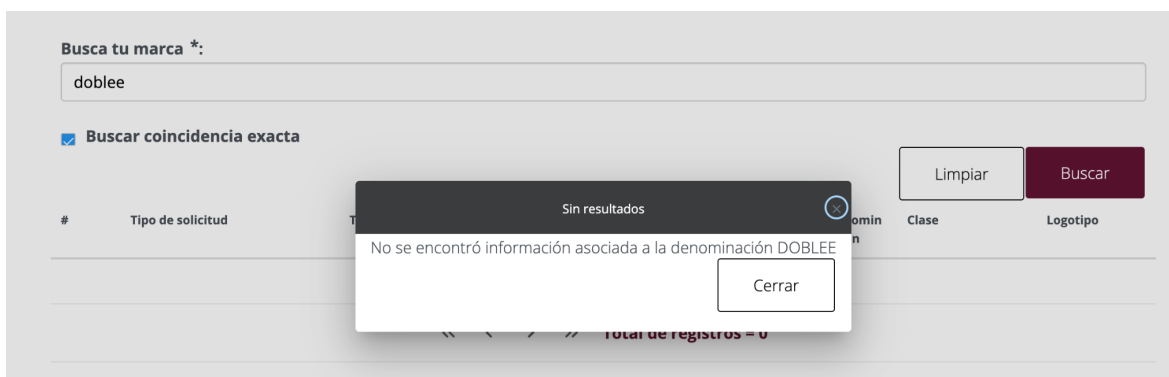 Busca tu marca *:
doblee
Buscar coincidencia exacta
Limpiar
Buscar
Sin resultados
# Tipo de solicitud T omin Clase Logotipo
n
No se encontró información asociada a la denominación DOBLEE
Cerrar
Total de registros = 0